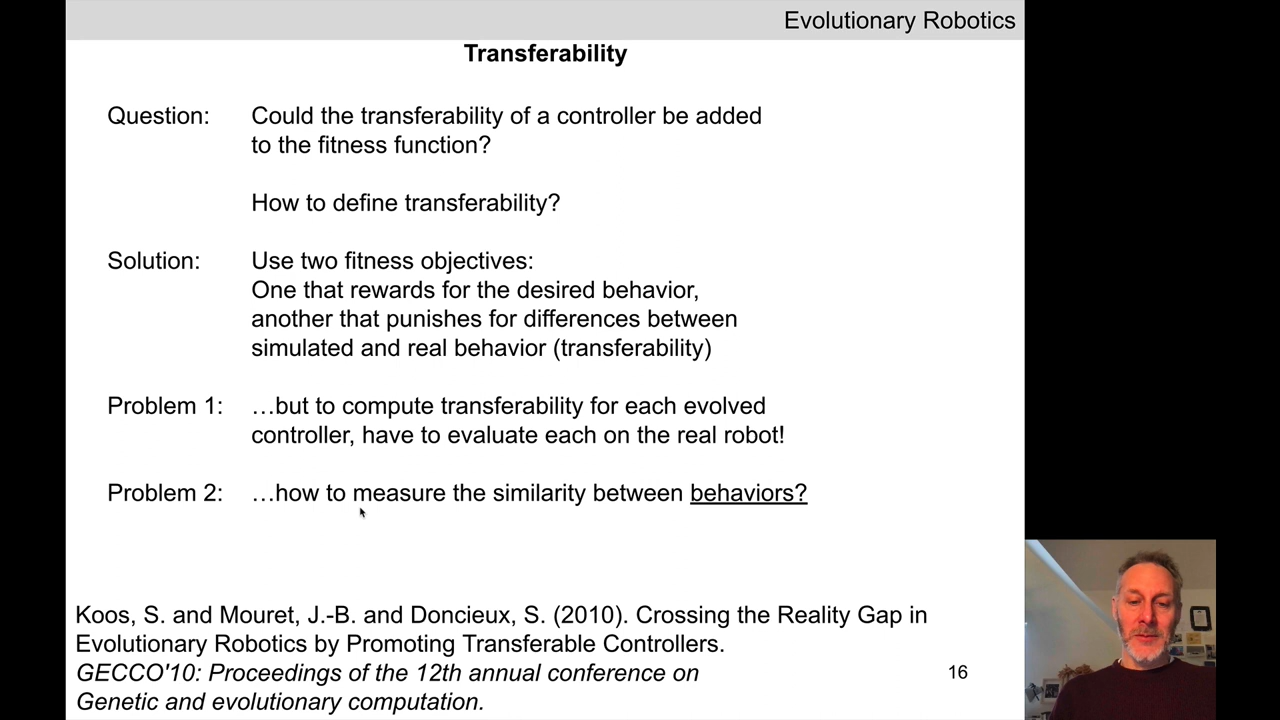 Evolutionary Robotics
Transferability
Question: Could the transferability of a controller be added
to the fitness function?
How to define transferability?
Solution: Use two fitness objectives:
One that rewards for the desired behavior,
another that punishes for differences between
simulated and real behavior (transferability)
Problem 1: …but to compute transferability for each evolved
controller, have to evaluate each on the real robot!
Problem 2: …how to measure the similarity between behaviors?
Koos, S. and Mouret, J.-B. and Doncieux, S. (2010). Crossing the Reality Gap in
Evolutionary Robotics by Promoting Transferable Controllers.
GECCO'10: Proceedings of the 12th annual conference on
Genetic and evolutionary computation.
16